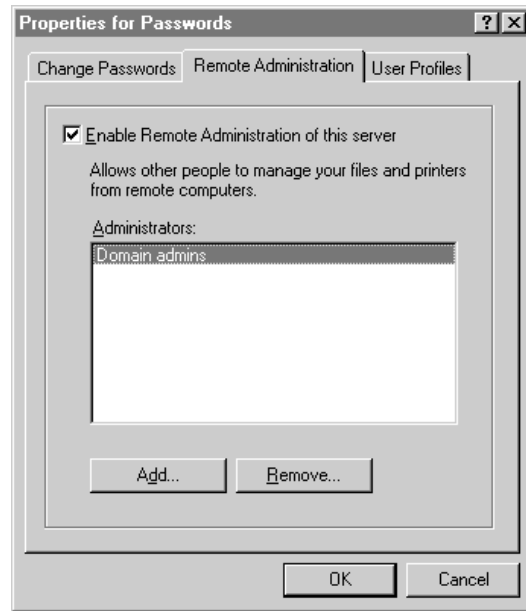 Properties for Passwords
Change Passwords Remote Administration User Profiles
Enable Remote Administration of this server
Allows other people to manage your files and printers
from remote computers.
Administrators:
Domain admins
Add... Remove...
OK Cancel